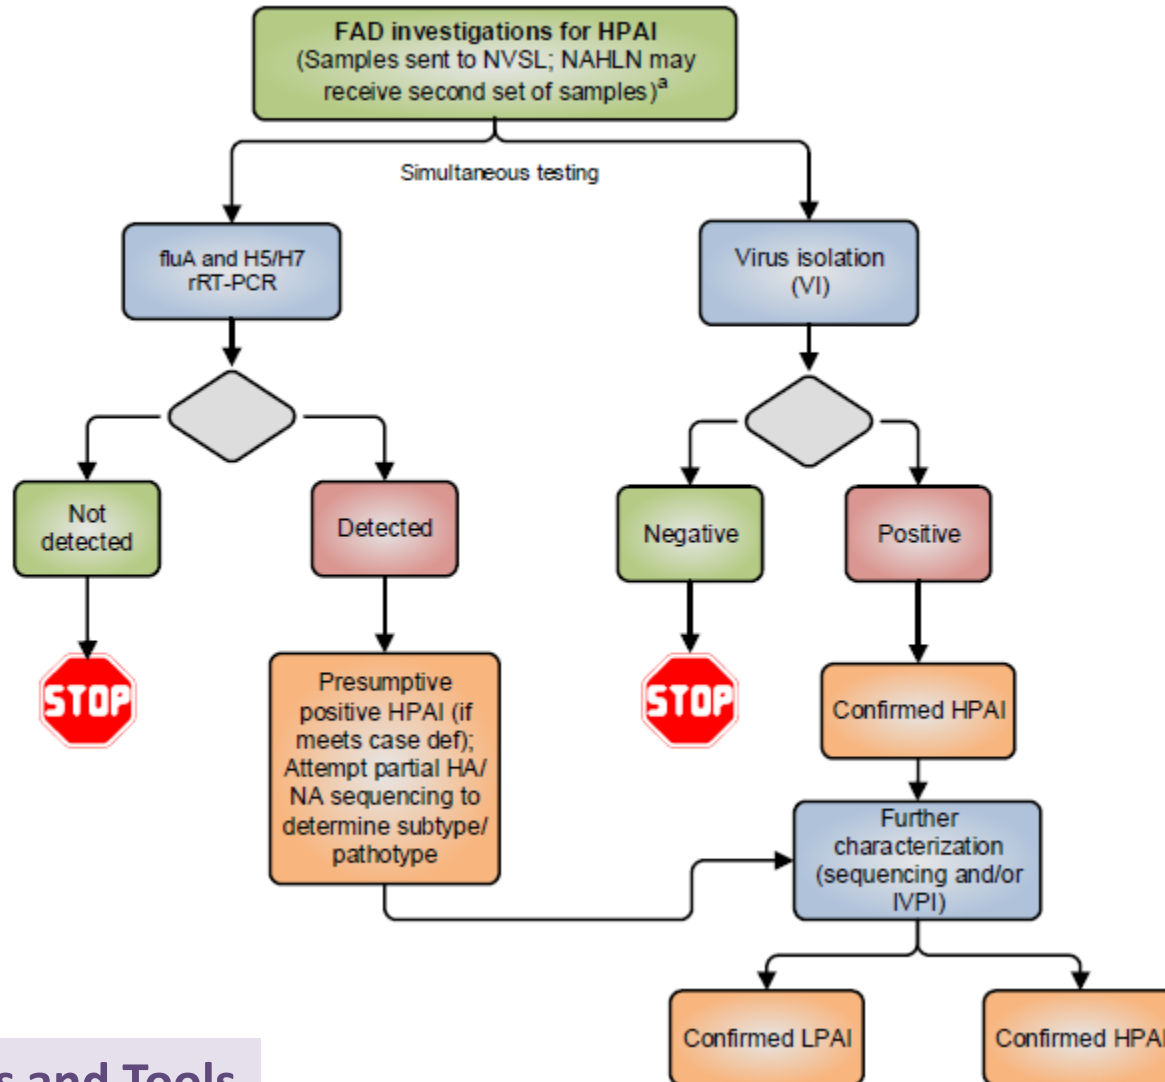 FAD investigations for HPAI
(Samples sent to NVSL; NAHLN may
receive second set of samples)a
Simultaneous testing
fluA and H5/H7
rRT-PCR
Virus isolation
(VI)
Not
detected
Detected
Negative
Positive
STOP
Presumptive
positive HPAI (if
meets case def);
Attempt partial HA/
NA sequencing to
determine subtype/
pathotype
STOP
Confirmed HPAI
Further
characterization
(sequencing and/or
IVPI)
Confirmed LPAI
Confirmed HPAI
s and Tools